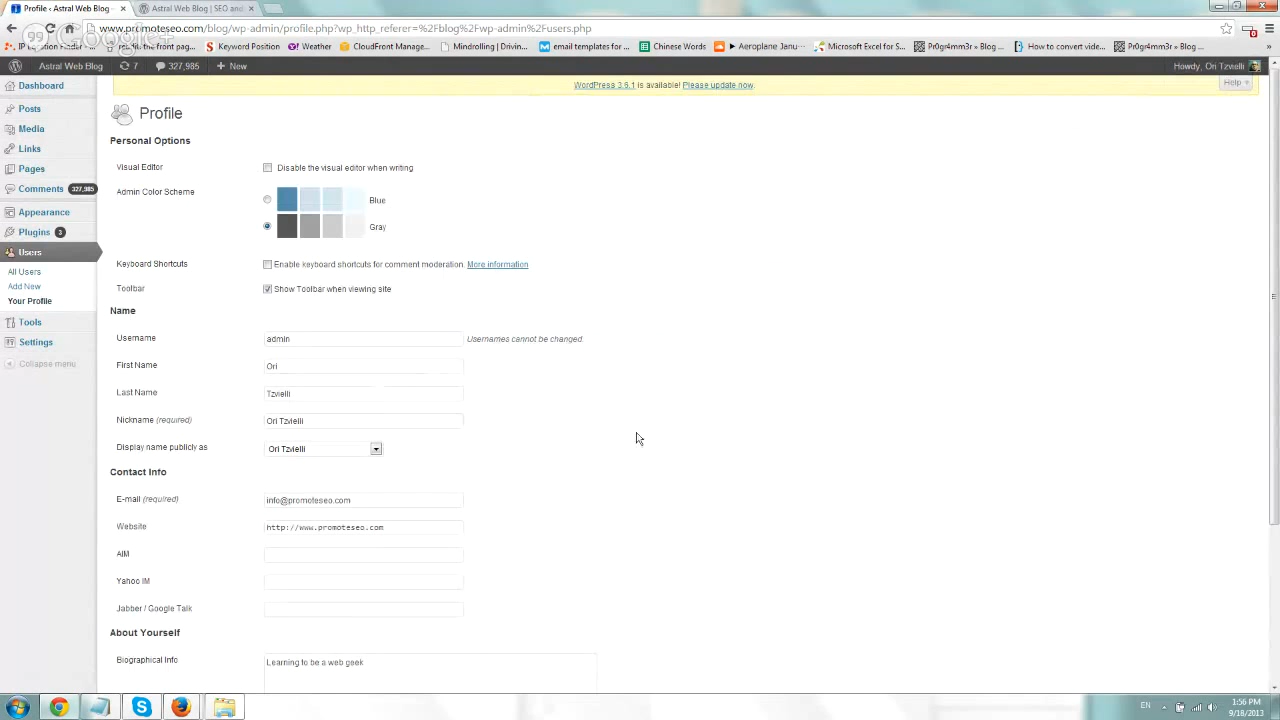 Profile ‹ Astral Web Blog —
Astral Web Blog | SEO and
www.promoteseo.com/blog/wp-admin/profile.php?wp_http_referer=%2Fblog%2Fwp-admin%2Fusers.php
the front pag...
Keyword Position
Weather
CloudFront Manage...
Mindrolling | Drivin...
email templates for ...
Chinese Words
► Aeroplane Janu...
Microsoft Excel for S...
Pr0gr4mm3r » Blog ...
How to convert vide...
Pr0gr4mm3r » Blog ...
Astral Web Blog
7
327,985
+ New
Howdy, Ori Tzvielli
WordPress 3.6.1 is available! Please update now.
Help
Dashboard
Posts
Media
Links
Pages
Comments 327,985
Appearance
Plugins 3
Users
All Users
Add New
Your Profile
Tools
Settings
Collapse menu
Profile
Personal Options
Visual Editor
Disable the visual editor when writing
Admin Color Scheme
Blue
Gray
Keyboard Shortcuts
Enable keyboard shortcuts for comment moderation. More information
Toolbar
Show Toolbar when viewing site
Name
Username
admin
Usernames cannot be changed.
First Name
Ori
Last Name
Tzvielli
Nickname (required)
Ori Tzvielli
Display name publicly as
Ori Tzvielli
Contact Info
E-mail (required)
info@promoteseo.com
Website
http://www.promoteseo.com
AIM
Yahoo IM
Jabber / Google Talk
About Yourself
Biographical Info
Learning to be a web geek
EN
1:56 PM
9/18/2013